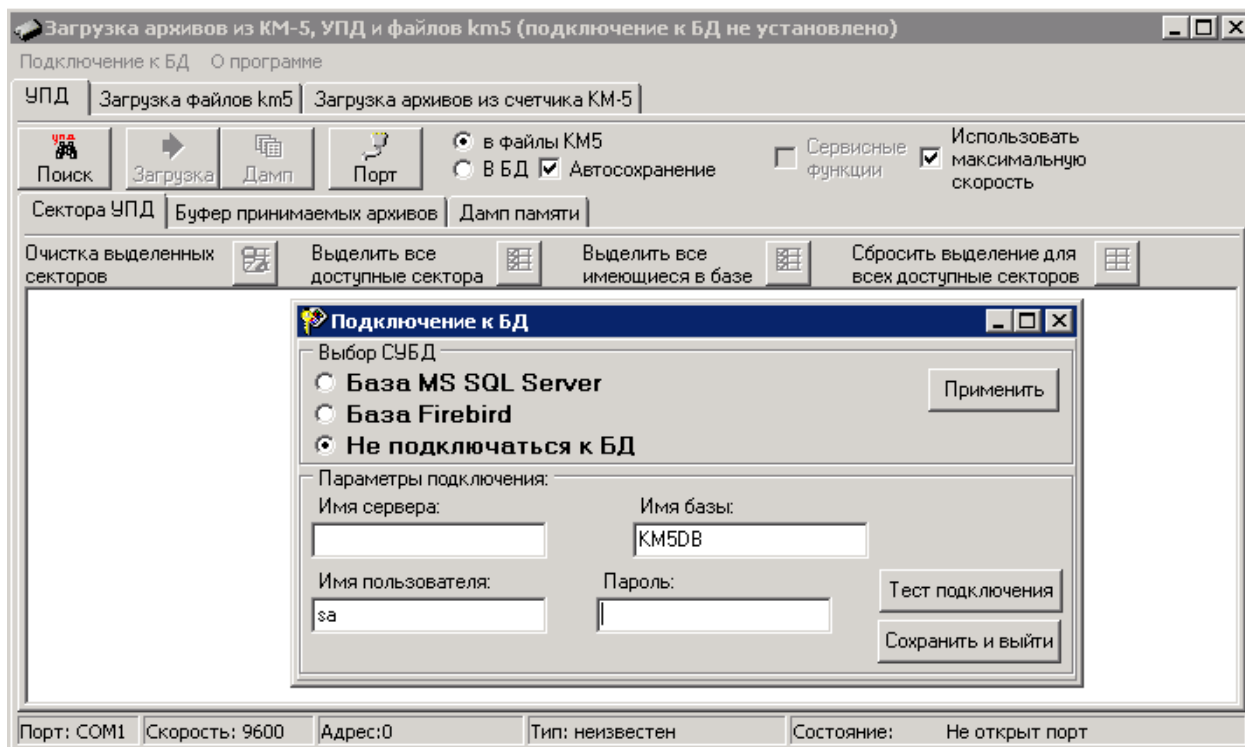 Загрузка архивов из КМ-5, УПД и файлов km5 (подключение к БД не установлено)
Подключение к БД О программе
УПД Загрузка файлов km5 Загрузка архивов из счетчика КМ-5
упд
Поиск Загрузка Дамп Порт
в файлы КМ5
В БД Автосохранение
Сервисные
функции
Использовать
максимальную
скорость
Сектора УПД Буфер принимаемых архивов Дамп памяти
Очистка выделенных
секторов
Выделить все
доступные сектора
Выделить все
имеющиеся в базе
Сбросить выделение для
всех доступные секторов
Подключение к БД
Выбор СУБД
База MS SQL Server
База Firebird
Не подключаться к БД
Применить
Параметры подключения:
Имя сервера: Имя базы:
KM5DB
Имя пользователя: Пароль:
sa
Тест подключения
Сохранить и выйти
Порт: COM1 Скорость: 9600 Адрес:0 Тип: неизвестен Состояние: Не открыт порт